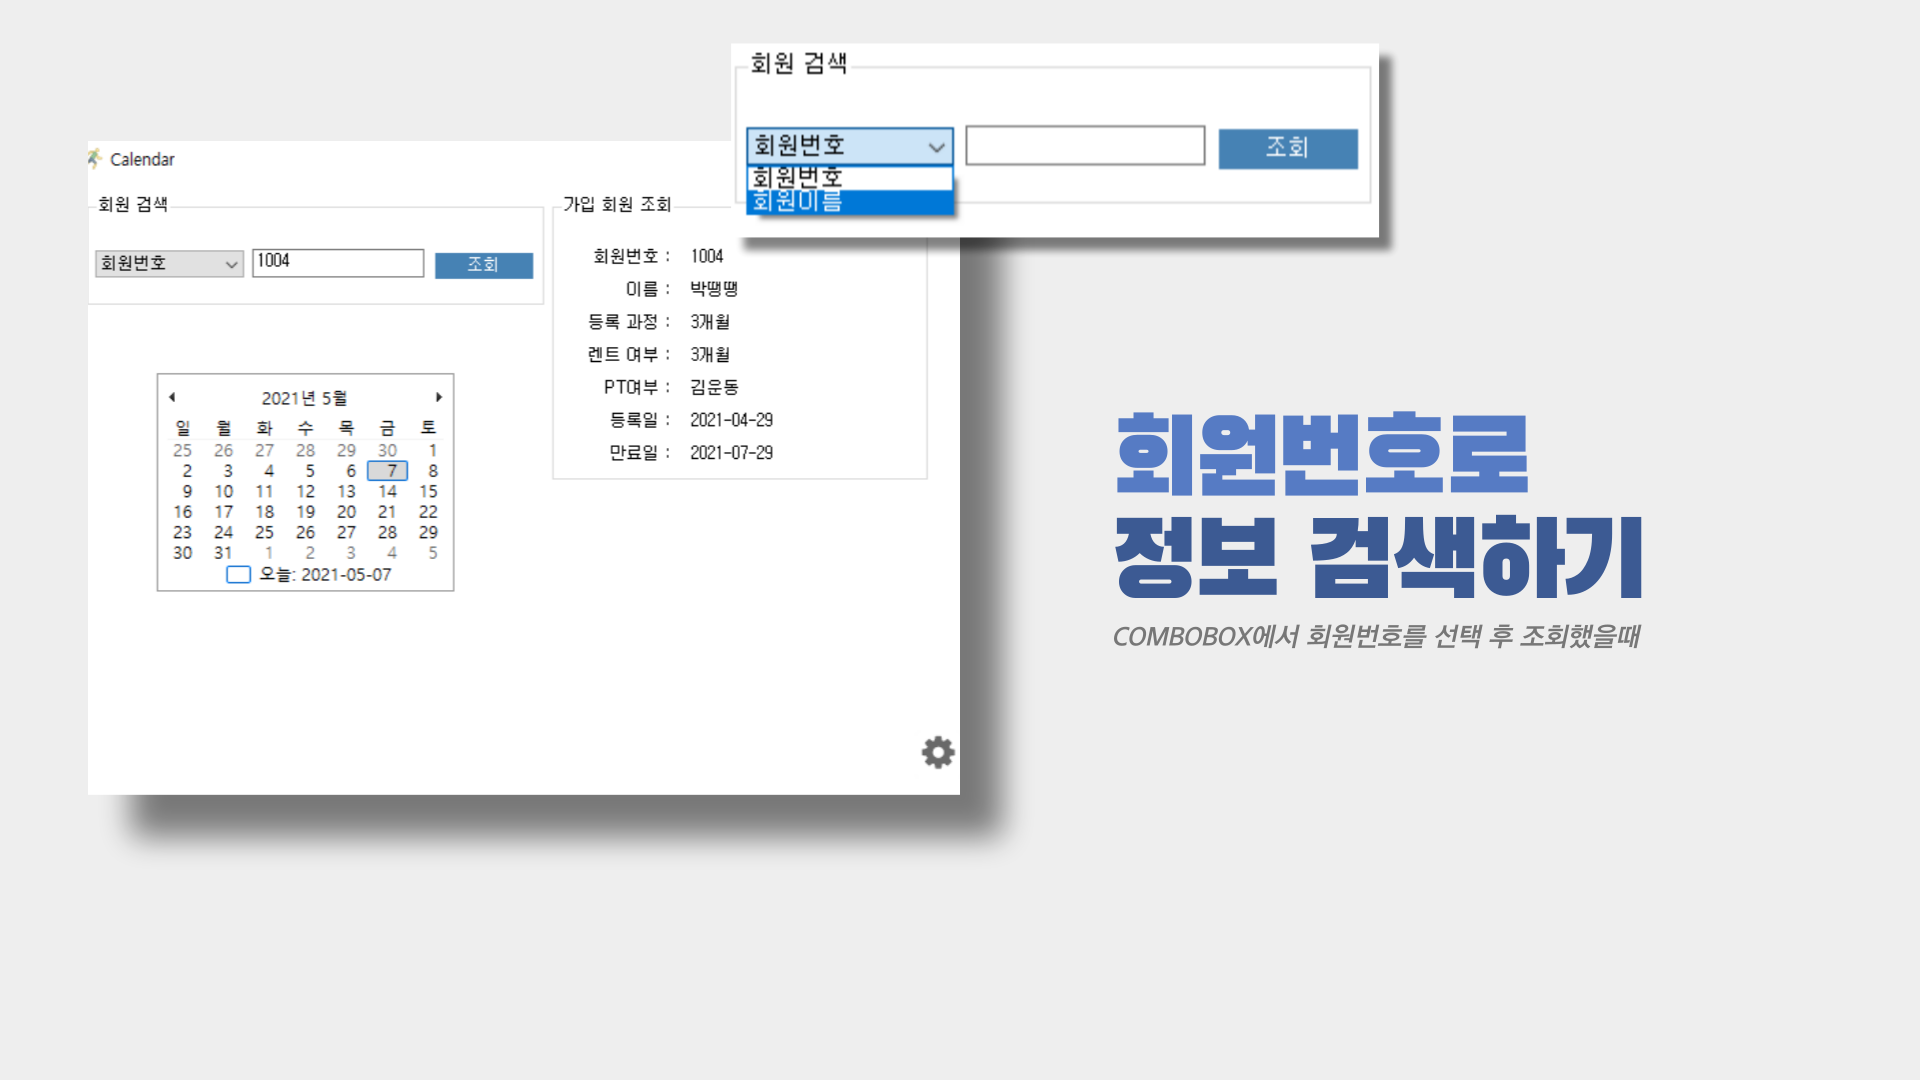 회원 검색
회원번호
조회
회원번호
회원이름
Calendar
회원 검색
회원번호 1004 조회
2021년 5월
일 월 화 수 목 금 토
25 26 27 28 29 30 1
2 3 4 5 6 7 8
9 10 11 12 13 14 15
16 17 18 19 20 21 22
23 24 25 26 27 28 29
30 31 1 2 3 4 5
오늘: 2021-05-07
가입 회원 조회
회원번호 : 1004
이름 : 박땡땡
등록 과정 : 3개월
렌트 여부 : 3개월
PT여부 : 김운동
등록일 : 2021-04-29
만료일 : 2021-07-29
회원번호로
정보 검색하기
COMBOBOX에서 회원번호를 선택 후 조회했을때